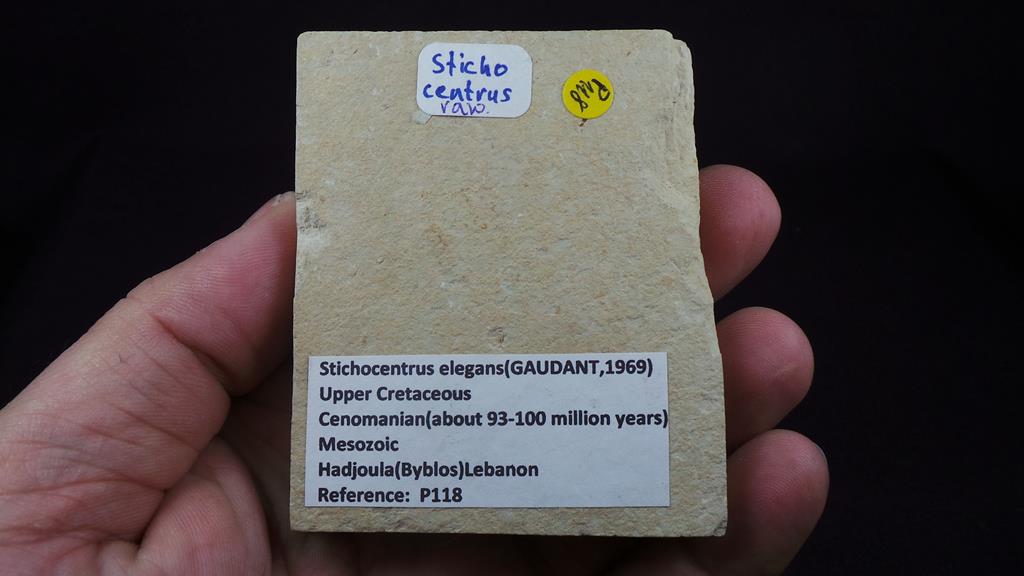 Sticho
centrus
raw.
P118
Stichocentrus elegans(GAUDANT,1969)
Upper Cretaceous
Cenomanian(about 93-100 million years)
Mesozoic
Hadjoula(Byblos)Lebanon
Reference: P118